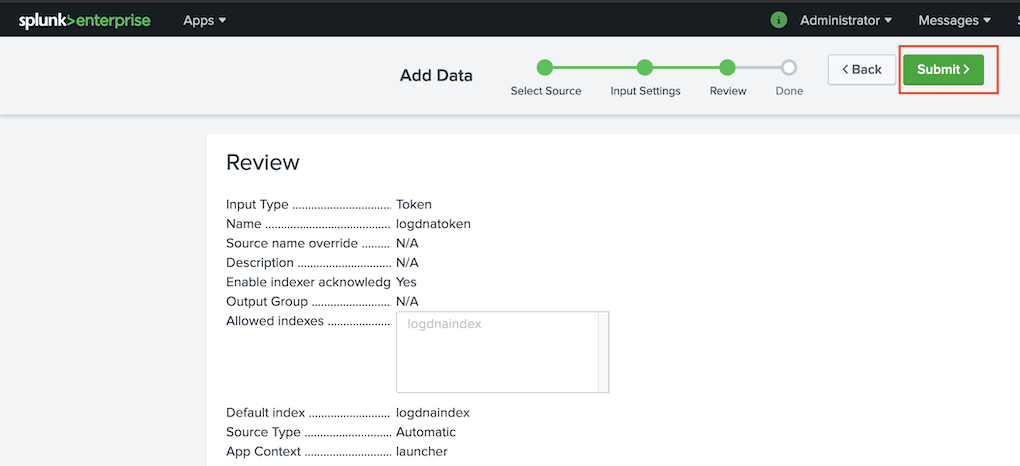 splunk>enterprise Apps ▾ i Administrator ▾ Messages ▾
Add Data
Select Source Input Settings Review Done
< Back Submit >
Review
Input Type ............................... Token
Name ....................................... logdnatoken
Source name override ......... N/A
Description ............................. N/A
Enable indexer acknowledg Yes
Output Group ......................... N/A
Allowed indexes .................... logdnaindex
Default index .......................... logdnaindex
Source Type ........................... Automatic
App Context ........................... launcher